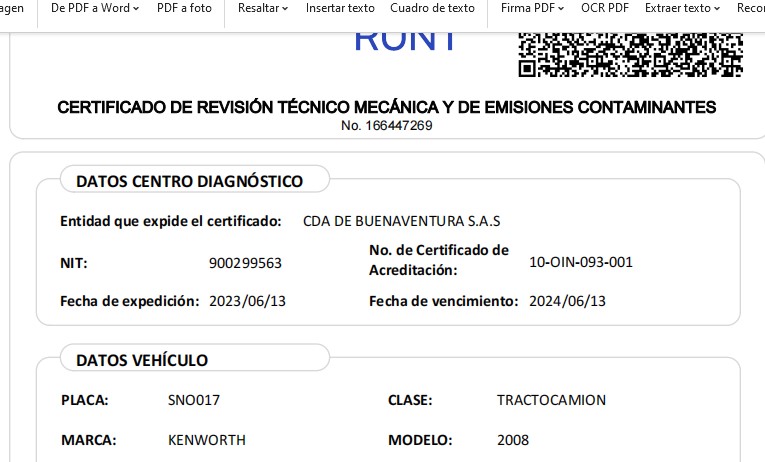 agen De PDF a Word PDF a foto Resaltar Insertar texto Cuadro de texto Firma PDF OCR PDF Extraer texto Recor
RUNT
CERTIFICADO DE REVISIÓN TÉCNICO MECÁNICA Y DE EMISIONES CONTAMINANTES
No. 166447269
DATOS CENTRO DIAGNÓSTICO
Entidad que expide el certificado: CDA DE BUENAVENTURA S.A.S
NIT: 900299563 No. de Certificado de Acreditación: 10-OIN-093-001
Fecha de expedición: 2023/06/13 Fecha de vencimiento: 2024/06/13
DATOS VEHÍCULO
PLACA: SNO017 CLASE: TRACTOCAMION
MARCA: KENWORTH MODELO: 2008